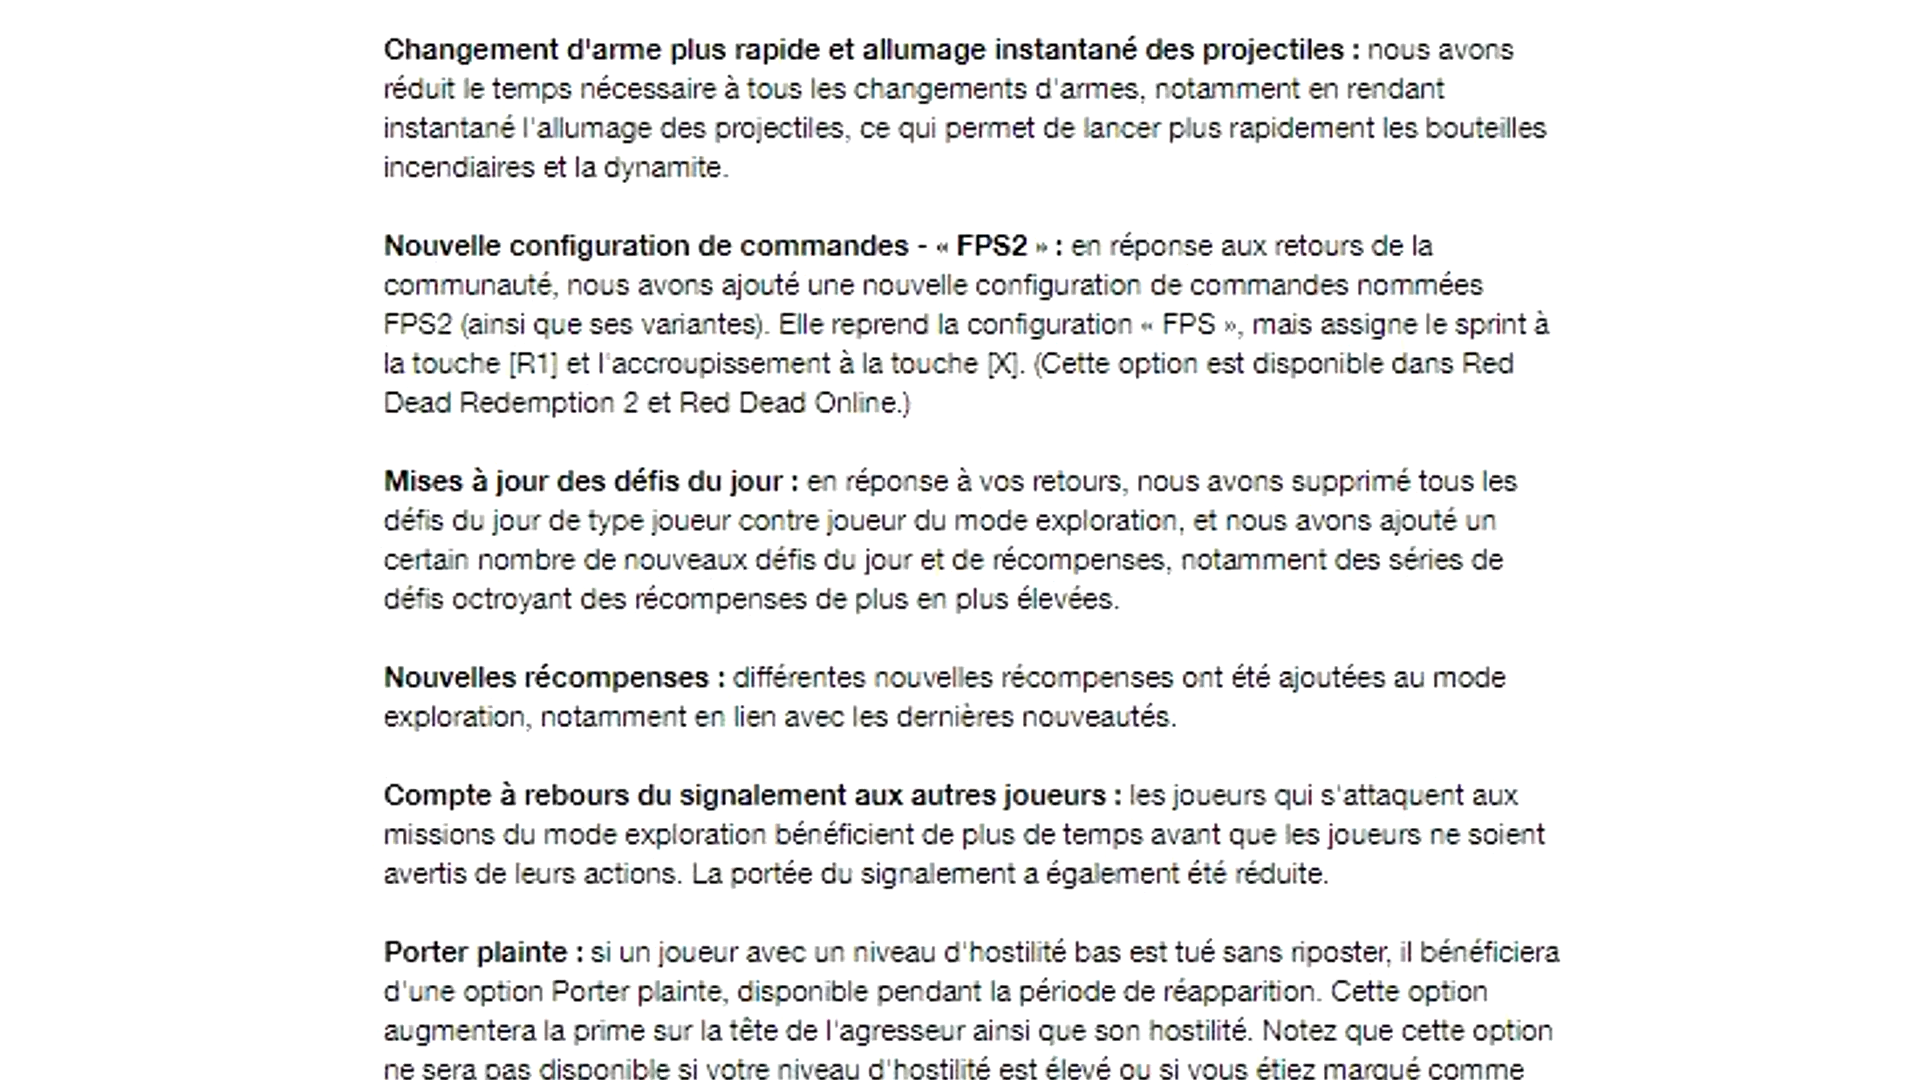 Changement d'arme plus rapide et allumage instantané des projectiles : nous avons
réduit le temps nécessaire à tous les changements d'armes, notamment en rendant
instantané l'allumage des projectiles, ce qui permet de lancer plus rapidement les bouteilles
incendiaires et la dynamite.
Nouvelle configuration de commandes - « FPS2 » : en réponse aux retours de la
communauté, nous avons ajouté une nouvelle configuration de commandes nommées
FPS2 (ainsi que ses variantes). Elle reprend la configuration « FPS », mais assigne le sprint à
la touche [R1] et l'accroupissement à la touche [X]. (Cette option est disponible dans Red
Dead Redemption 2 et Red Dead Online.)
Mises à jour des défis du jour : en réponse à vos retours, nous avons supprimé tous les
défis du jour de type joueur contre joueur du mode exploration, et nous avons ajouté un
certain nombre de nouveaux défis du jour et de récompenses, notamment des séries de
défis octroyant des récompenses de plus en plus élevées.
Nouvelles récompenses : différentes nouvelles récompenses ont été ajoutées au mode
exploration, notamment en lien avec les dernières nouveautés.
Compte à rebours du signalement aux autres joueurs : les joueurs qui s'attaquent aux
missions du mode exploration bénéficient de plus de temps avant que les joueurs ne soient
avertis de leurs actions. La portée du signalement a également été réduite.
Porter plainte : si un joueur avec un niveau d'hostilité bas est tué sans riposter, il bénéficiera
d'une option Porter plainte, disponible pendant la période de réapparition. Cette option
augmentera la prime sur la tête de l'agresseur ainsi que son hostilité. Notez que cette option
ne sera pas disponible si votre niveau d'hostilité est élevé ou si vous étiez marqué comme